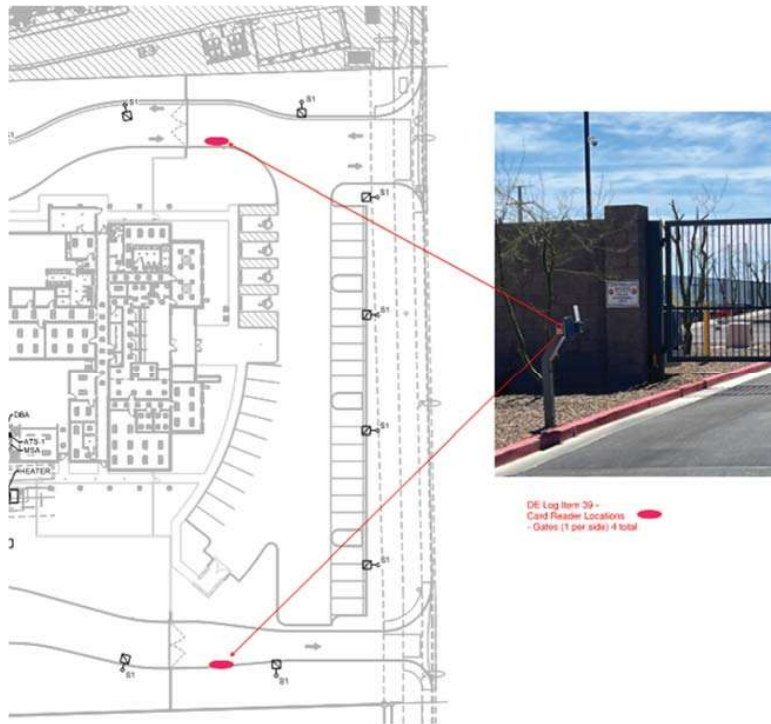 S1
S1
S1
S1
S1
DBA
ATS-1
MSA
HEATER
DE Log Item 39 -
Card Reader Locations
- Gates (1 per side) 4 total
S1
S1
S1